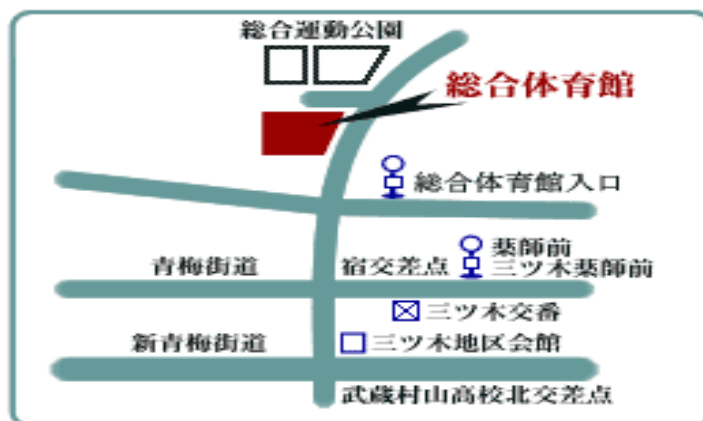 総合運動公園
総合体育館
総合体育館入口
薬師前
青梅街道
宿交差点
三ツ木薬師前
三ツ木交番
新青梅街道
三ツ木地区会館
武蔵村山高校北交差点